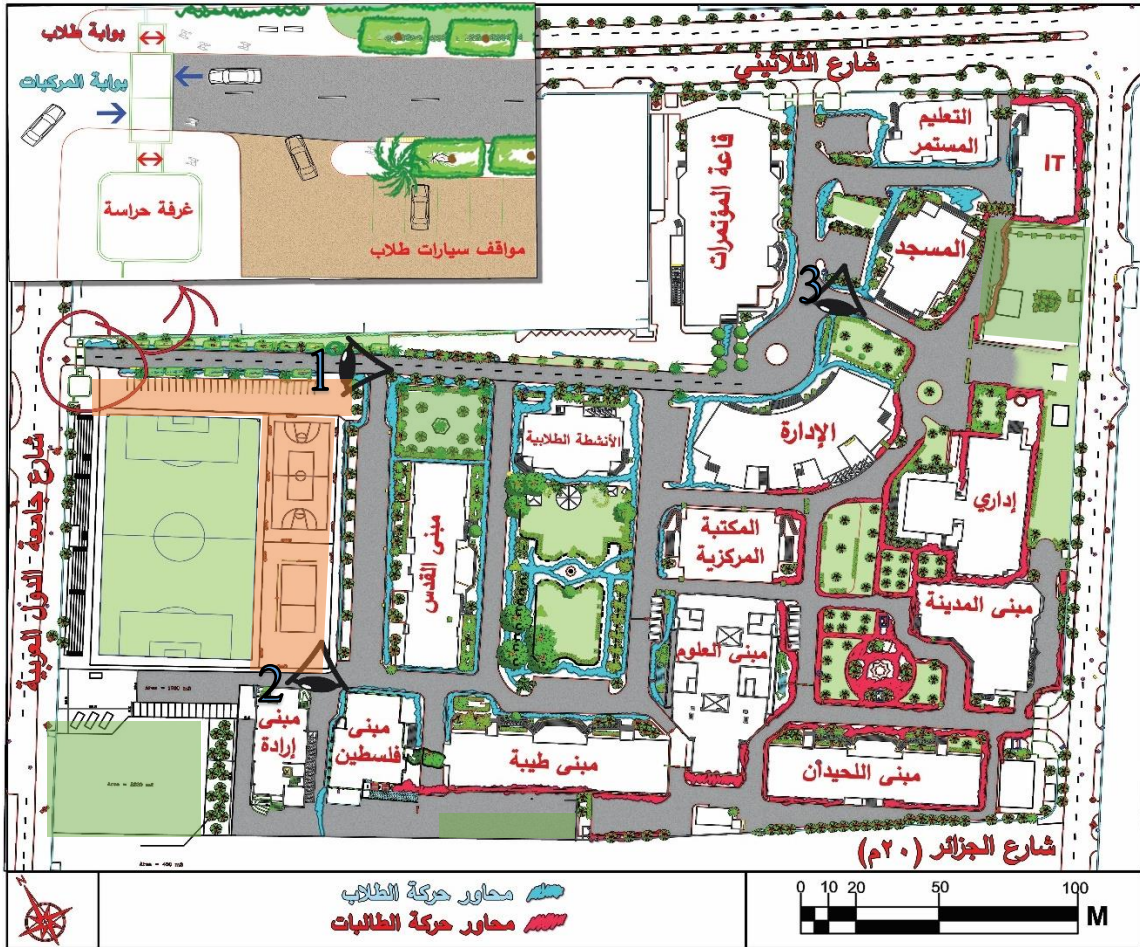 بوابة طلاب
بوابة المركبات
غرفة حراسة
مواقف سيارات طلاب
شارع الثلاثيني
التعليم
المستمر
IT
قاعة المؤتمرات
المسجد
3
1
الأنشطة الطلابية
الإدارة
إداري
المكتبة
المركزية
مبنى القدس
مبنى المدينة
مبنى العلوم
شارع جامعة الدول العربية
2
مبنى
إرادة
مبنى
فلسطين
مبنى طيبة
مبنى اللحيدان
شارع الجزائر (٢٠م)
محاور حركة الطلاب
محاور حركة الطالبات
0 10 20 50 100
M